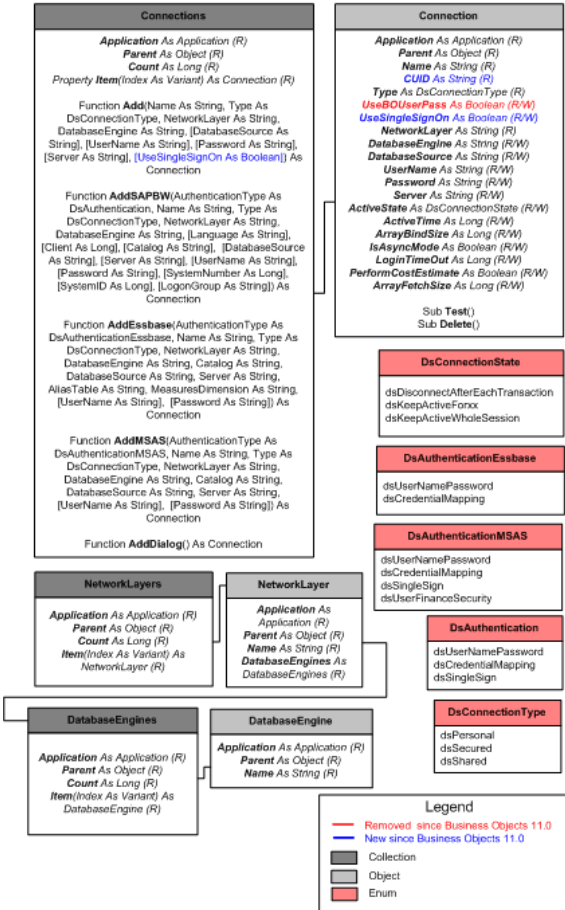 Connections
Application As Application (R)
Parent As Object (R)
Count As Long (R)
Property Item(Index As Variant) As Connection (R)
Function Add(Name As String, Type As
DsConnectionType, NetworkLayer As String,
DatabaseEngine As String, [DatabaseSource As
String], [UserName As String], [Password As String],
[Server As String], [UseSingleSignOn As Boolean]) As
Connection
Function AddSAPBW(AuthenticationType As
DsAuthentication, Name As String, Type As
DsConnectionType, NetworkLayer As String,
DatabaseEngine As String, [Language As String],
[Client As Long], [Catalog As String], [DatabaseSource
As String], [Server As String], [UserName As String],
[Password As String], [SystemNumber As Long],
[SystemID As Long], [LogonGroup As String]) As
Connection
Function AddEssbase(AuthenticationType As
DsAuthenticationEssbase, Name As String, Type As
DsConnectionType, NetworkLayer As String,
DatabaseEngine As String, Catalog As String,
DatabaseSource As String, Server As String,
AliasTable As String, MeasuresDimension As String,
[UserName As String], [Password As String]) As
Connection
Function AddMSAS(AuthenticationType As
DsAuthenticationMSAS, Name As String, Type As
DsConnectionType, NetworkLayer As String,
DatabaseEngine As String, Catalog As String,
DatabaseSource As String, Server As String,
[UserName As String], [Password As String]) As
Connection
Function AddDialog() As Connection
Connection
Application As Application (R)
Parent As Object (R)
Name As String (R)
CUID As String (R)
Type As DsConnectionType (R)
UseBOUserPass As Boolean (R/W)
UseSingleSignOn As Boolean (R/W)
NetworkLayer As String (R)
DatabaseEngine As String (R/W)
DatabaseSource As String (R/W)
UserName As String (R/W)
Password As String (R/W)
Server As String (R/W)
ActiveState As DsConnectionState (R/W)
ActiveTime As Long (R/W)
ArrayBindSize As Long (R/W)
IsAsyncMode As Boolean (R/W)
LoginTimeOut As Long (R/W)
PerformCostEstimate As Boolean (R/W)
ArrayFetchSize As Long (R/W)
Sub Test()
Sub Delete()
DsConnectionState
dsDisconnectAfterEachTransaction
dsKeepActiveForxx
dsKeepActiveWholeSession
DsAuthenticationEssbase
dsUserNamePassword
dsCredentialMapping
DsAuthenticationMSAS
dsUserNamePassword
dsCredentialMapping
dsSingleSign
dsUserFinanceSecurity
DsAuthentication
dsUserNamePassword
dsCredentialMapping
dsSingleSign
DsConnectionType
dsPersonal
dsSecured
dsShared
NetworkLayers
Application As Application (R)
Parent As Object (R)
Count As Long (R)
Item(Index As Variant) As
NetworkLayer (R)
NetworkLayer
Application As
Application (R)
Parent As Object (R)
Name As String (R)
DatabaseEngines As
DatabaseEngines (R)
DatabaseEngines
Application As Application (R)
Parent As Object (R)
Count As Long (R)
Item(Index As Variant) As
DatabaseEngine (R)
DatabaseEngine
Application As Application (R)
Parent As Object (R)
Name As String (R)
Legend
Removed since Business Objects 11.0
New since Business Objects 11.0
Collection
Object
Enum